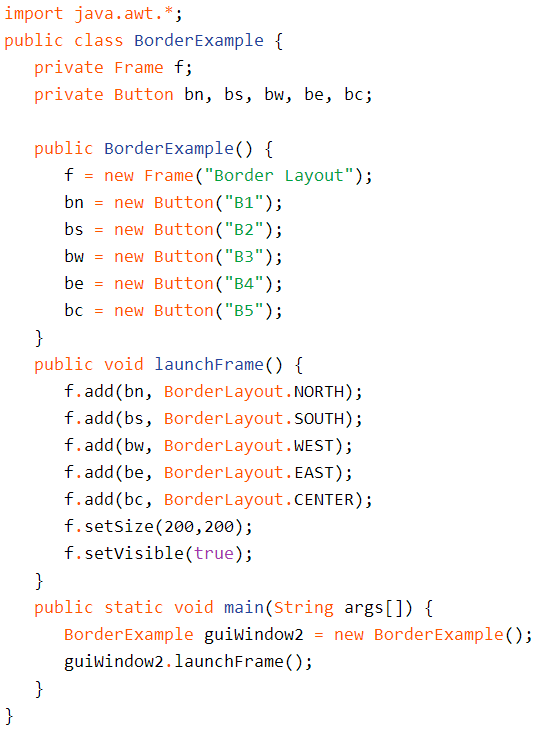 import java.awt.*;
public class BorderExample {
   private Frame f;
   private Button bn, bs, bw, be, bc;

   public BorderExample() {
      f = new Frame("Border Layout");
      bn = new Button("B1");
      bs = new Button("B2");
      bw = new Button("B3");
      be = new Button("B4");
      bc = new Button("B5");
   }
   public void launchFrame() {
      f.add(bn, BorderLayout.NORTH);
      f.add(bs, BorderLayout.SOUTH);
      f.add(bw, BorderLayout.WEST);
      f.add(be, BorderLayout.EAST);
      f.add(bc, BorderLayout.CENTER);
      f.setSize(200,200);
      f.setVisible(true);
   }
   public static void main(String args[]) {
      BorderExample guiWindow2 = new BorderExample();
      guiWindow2.launchFrame();
   }
}